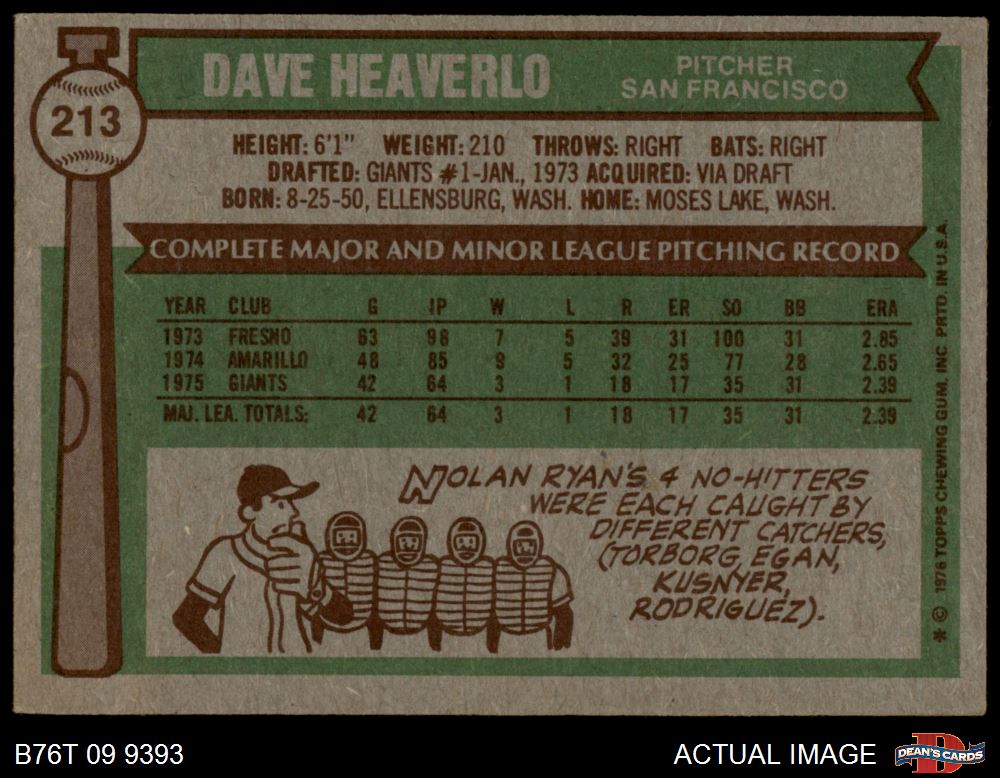 213
DAVE HEAVERLO
PITCHER
SAN FRANCISCO
HEIGHT: 6'1" WEIGHT: 210 THROWS: RIGHT BATS: RIGHT
DRAFTED: GIANTS #1-JAN., 1973 ACQUIRED: VIA DRAFT
BORN: 8-25-50, ELLENSBURG, WASH. HOME: MOSES LAKE, WASH.
COMPLETE MAJOR AND MINOR LEAGUE PITCHING RECORD
YEAR CLUB G IP W L R ER SO BB ERA
1973 FRESNO 63 98 7 5 39 31 100 31 2.85
1974 AMARILLO 48 85 9 5 32 25 77 28 2.65
1975 GIANTS 42 64 3 1 18 17 35 31 2.39
MAJ. LEA. TOTALS: 42 64 3 1 18 17 35 31 2.39
NOLAN RYAN'S 4 NO-HITTERS
WERE EACH CAUGHT BY
DIFFERENT CATCHERS,
(TORBORG, EGAN,
KUSNYER,
RODRIGUEZ).
* © 1976 TOPPS CHEWING GUM, INC. PRTD. IN U.S.A.
B76T 09 9393
ACTUAL IMAGE
DEAN'S CARDS